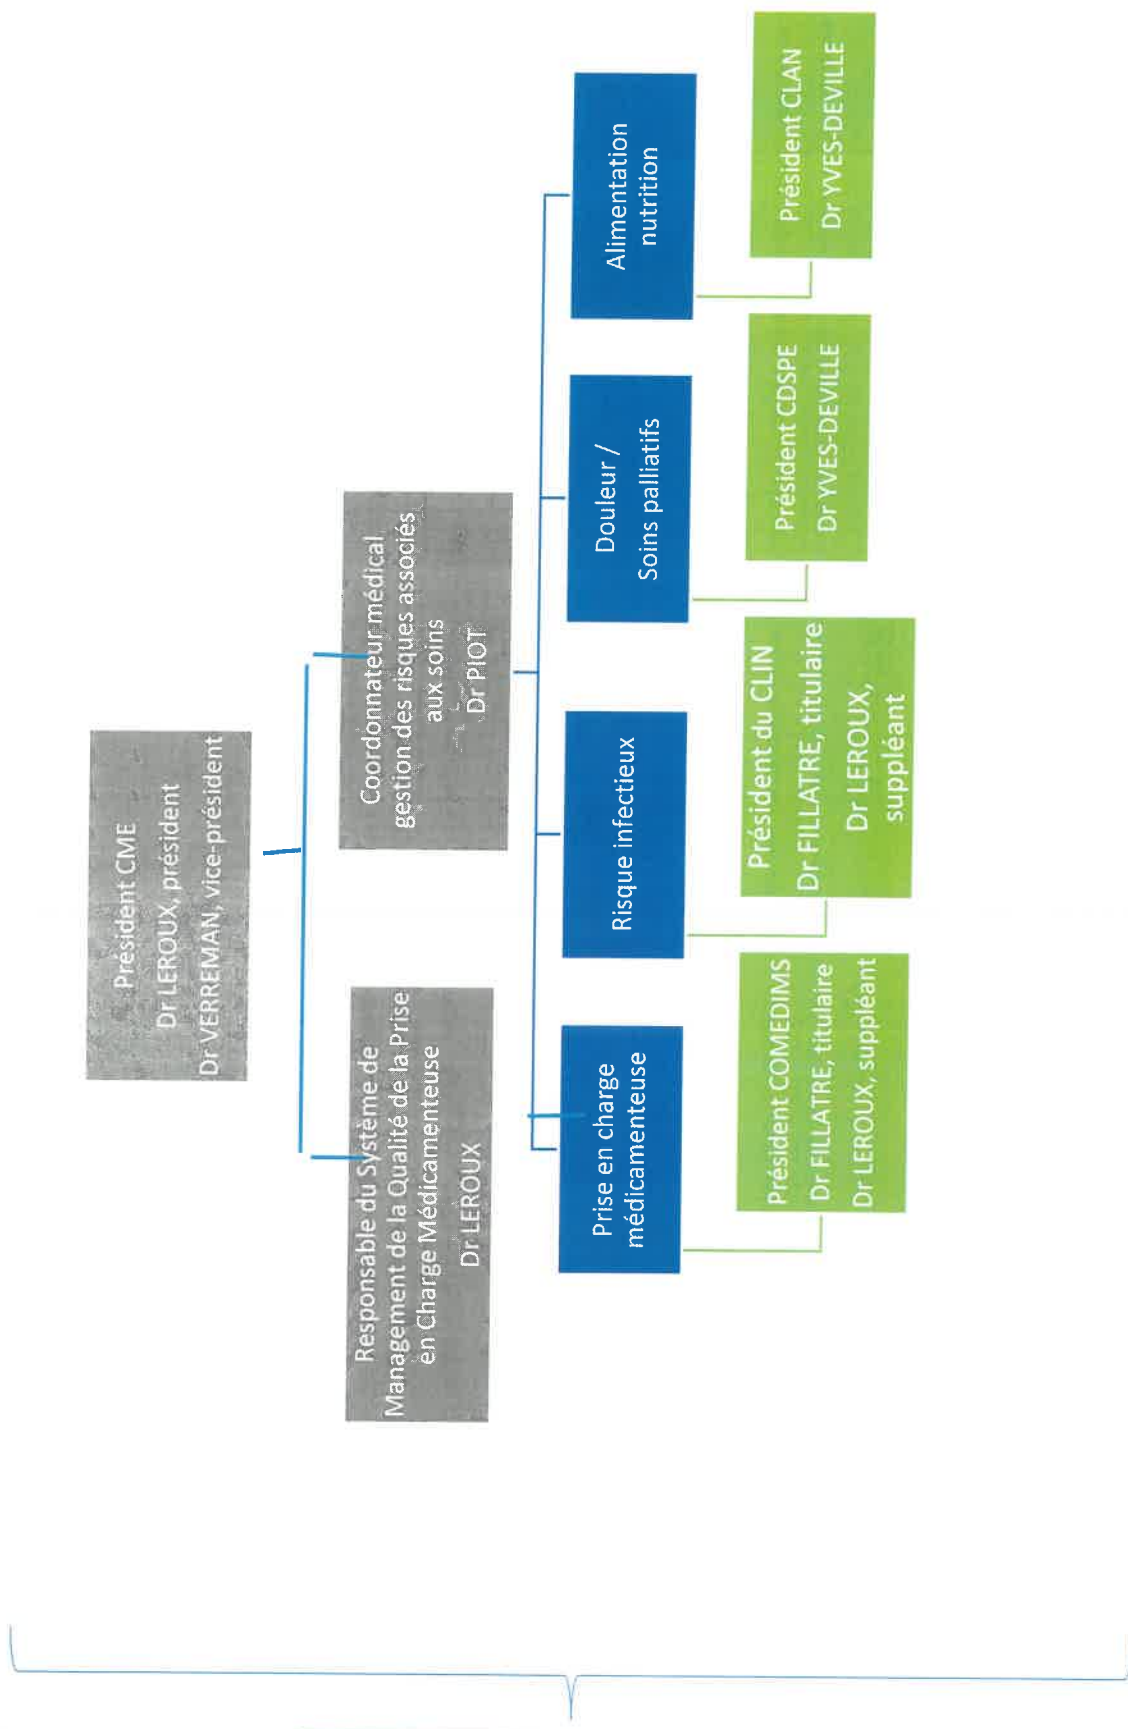 Président CME
Dr LEROUX, président
Dr VERREMAN, vice-président
Responsable du Système de
Management de la Qualité de la Prise
en Charge Médicamenteuse
Dr LEROUX
Coordonnateur médical
gestion des risques associés
aux soins
Dr PIOT
Prise en charge
médicamenteuse
Risque infectieux
Douleur /
Soins palliatifs
Alimentation
nutrition
Président COMEDIMS
Dr FILLATRE, titulaire
Dr LEROUX, suppléant
Président du CLIN
Dr FILLATRE, titulaire
Dr LEROUX,
suppléant
Président CDSPE
Dr YVES-DEVILLE
Président CLAN
Dr YVES-DEVILLE